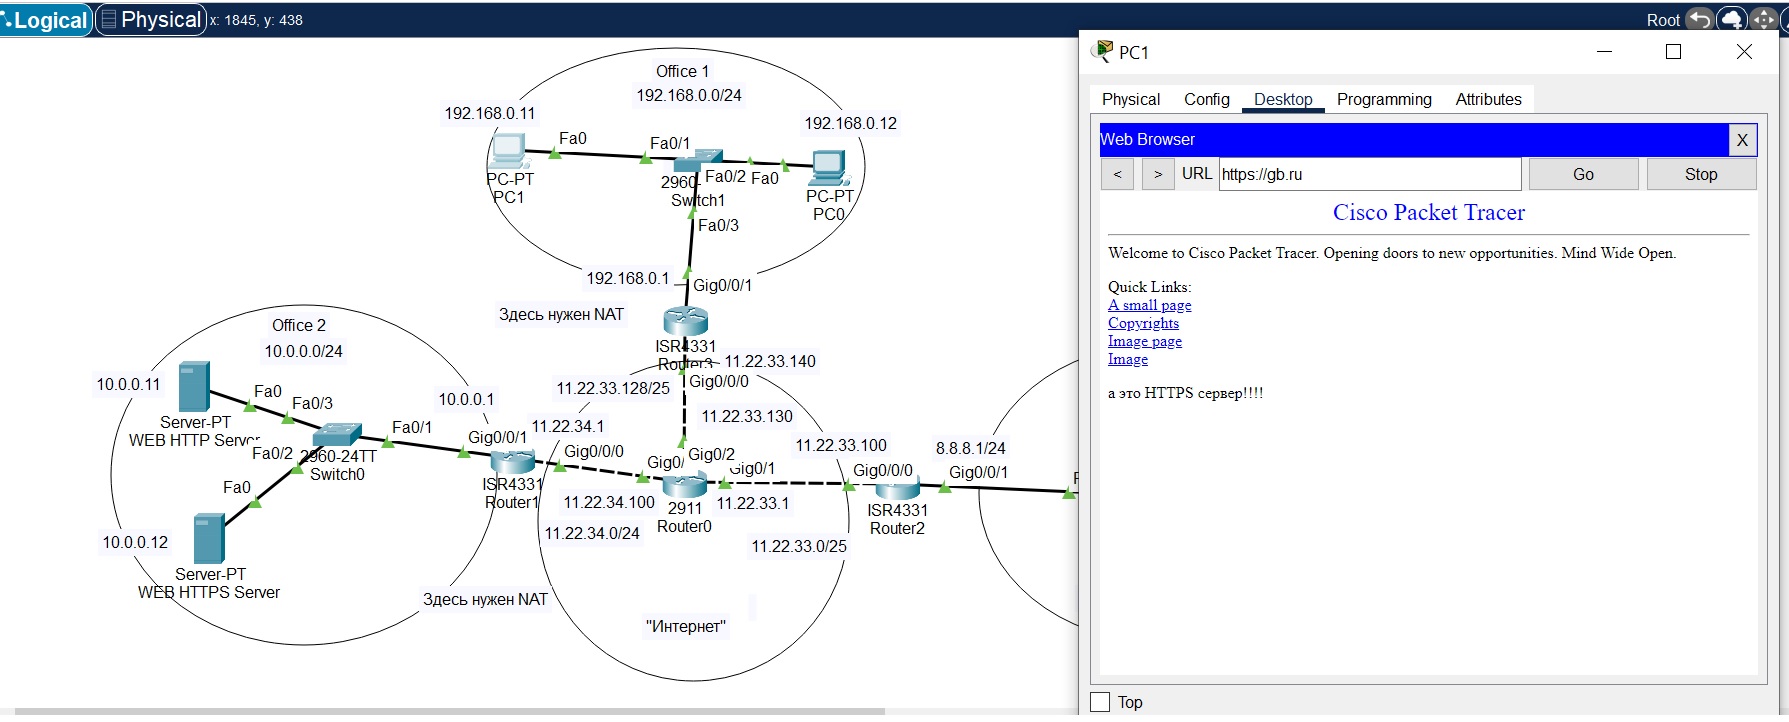 Logical
Physical
x: 1845, y: 438
Root
Office 1
192.168.0.0/24
192.168.0.11
192.168.0.12
Fa0
Fa0/1
Fa0/2
Fa0
PC-PT
PC1
2960-
Switch1
PC-PT
PC0
Fa0/3
192.168.0.1
Gig0/0/1
Здесь нужен NAT
ISR4331
Router3
11.22.33.140
Gig0/0/0
11.22.33.128/25
11.22.33.130
Office 2
10.0.0.0/24
10.0.0.11
Fa0
Fa0/3
Server-PT
WEB HTTP Server
10.0.0.1
Fa0/1
Fa0/2
2960-24TT
Switch0
Gig0/0/1
11.22.34.1
Gig0/0/0
ISR4331
Router1
Fa0
10.0.0.12
Server-PT
WEB HTTPS Server
Здесь нужен NAT
Gig0/
Gig0/2
Gig0/1
11.22.34.100
2911
Router0
11.22.33.1
11.22.34.0/24
11.22.33.0/25
11.22.33.100
Gig0/0/0
8.8.8.1/24
Gig0/0/1
ISR4331
Router2
"Интернет"
PC1
Physical
Config
Desktop
Programming
Attributes
Web Browser
X
<
>
URL
https://gb.ru
Go
Stop
Cisco Packet Tracer
Welcome to Cisco Packet Tracer. Opening doors to new opportunities. Mind Wide Open.
Quick Links:
A small page
Copyrights
Image page
Image
а это HTTPS сервер!!!!
Top